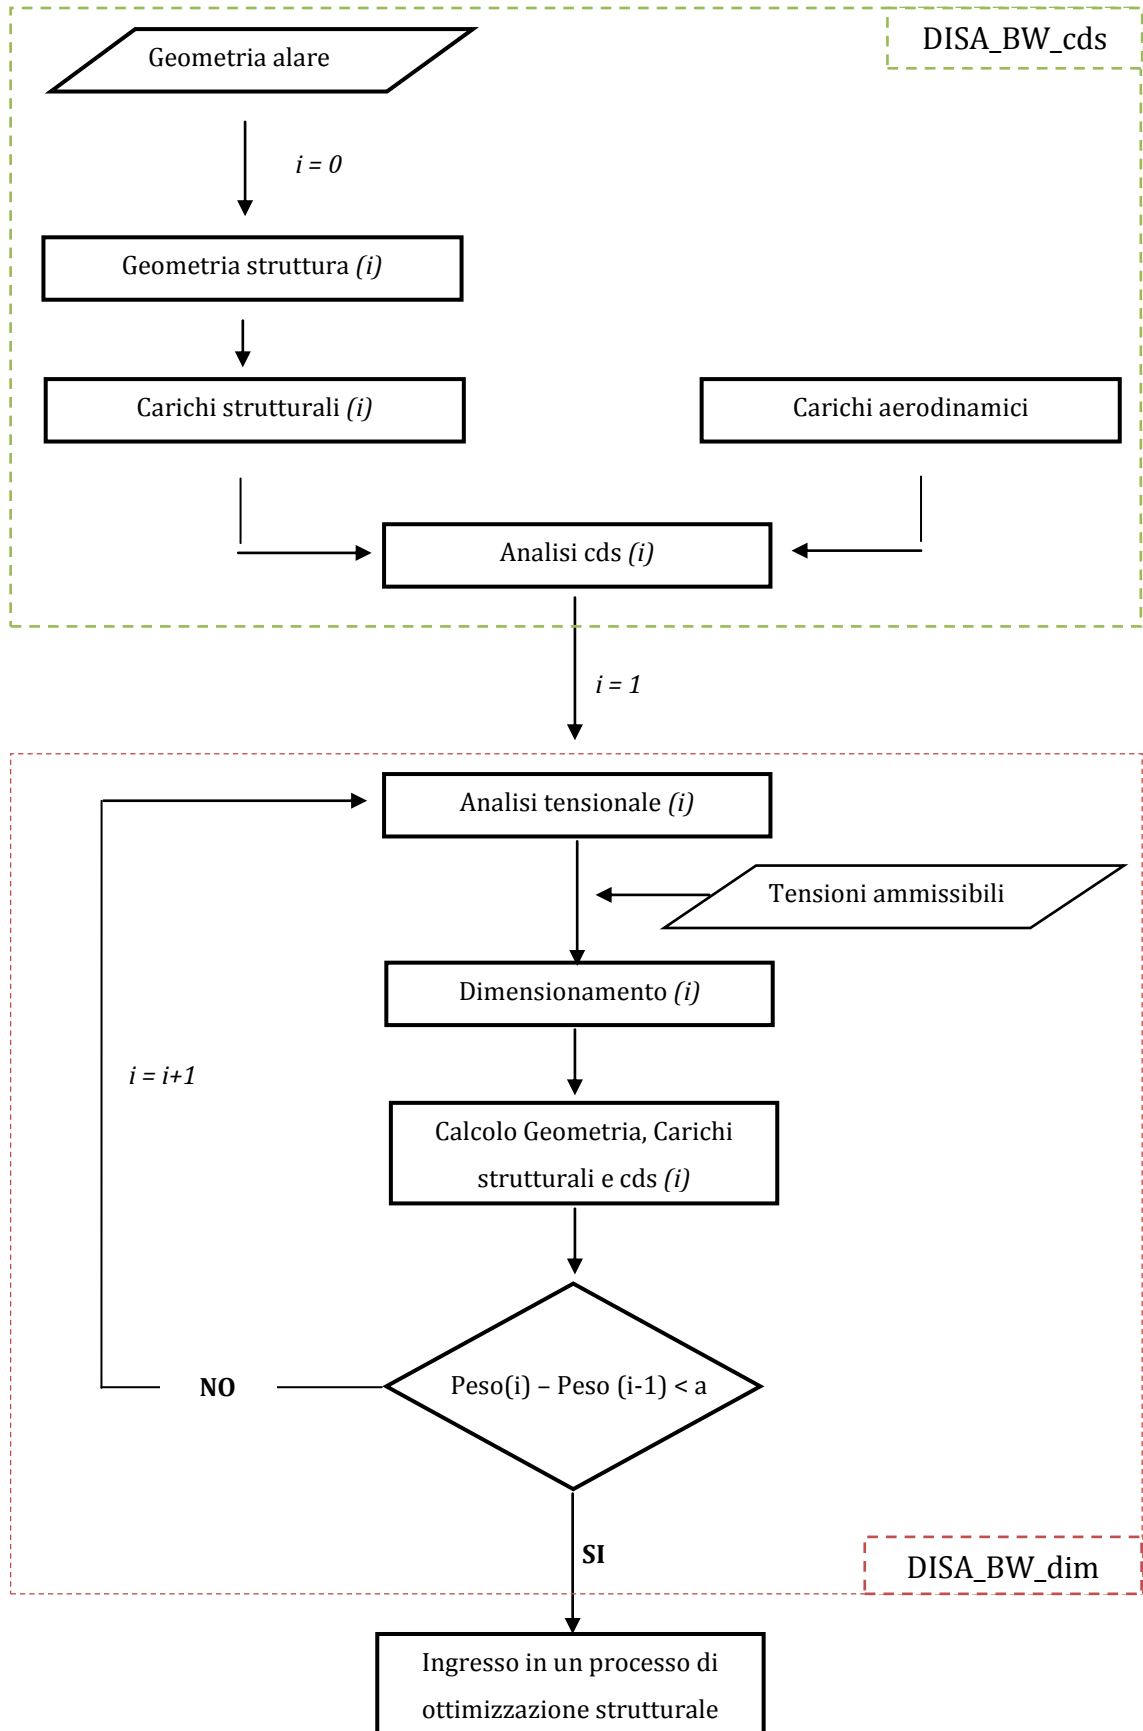 DISA_BW_cds
Geometria alare
i = 0
Geometria struttura (i)
Carichi strutturali (i)
Carichi aerodinamici
Analisi cds (i)
i = 1
Analisi tensionale (i)
Tensioni ammissibili
Dimensionamento (i)
i = i+1
Calcolo Geometria, Carichi
strutturali e cds (i)
NO
Peso(i) – Peso (i-1) < a
SI
DISA_BW_dim
Ingresso in un processo di
ottimizzazione strutturale